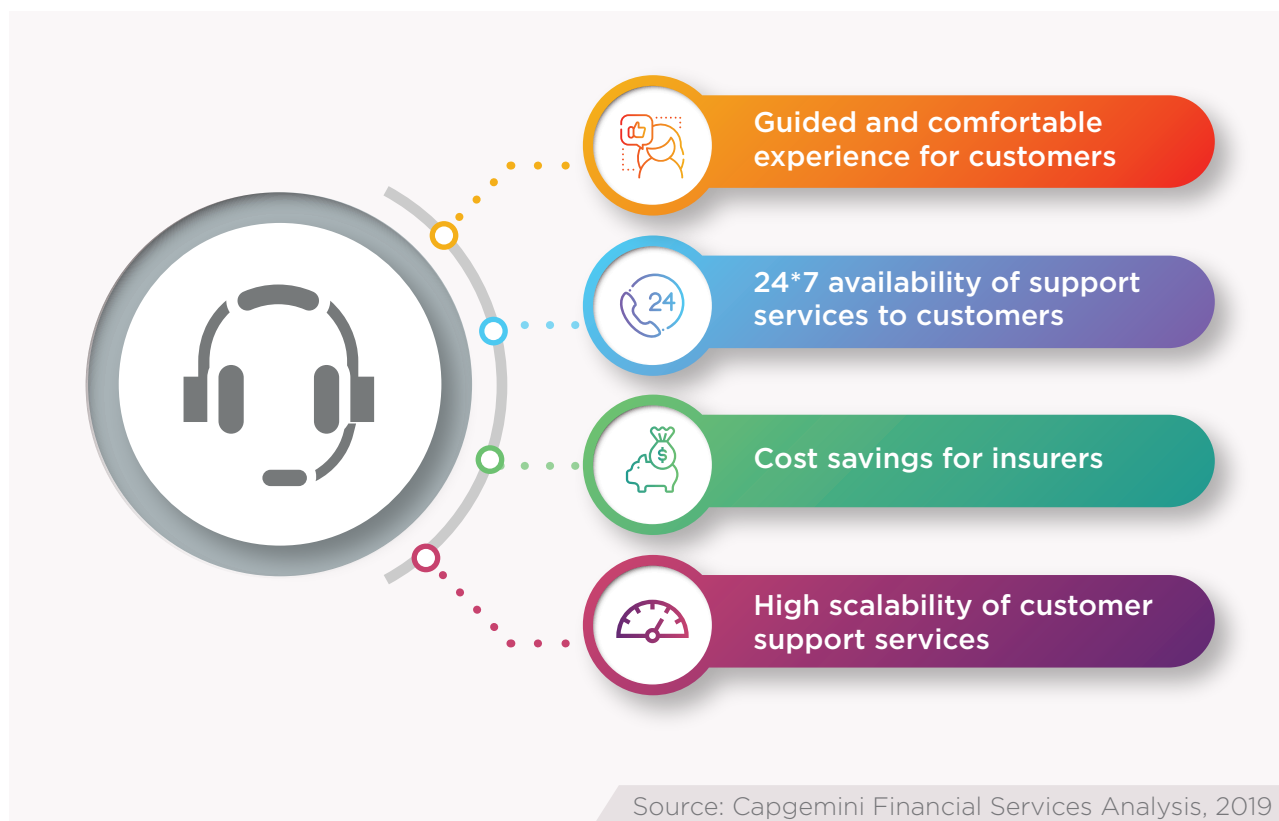 Guided and comfortable
experience for customers
24
24*7 availability of support
services to customers
$
Cost savings for insurers
High scalability of customer
support services
Source: Capgemini Financial Services Analysis, 2019